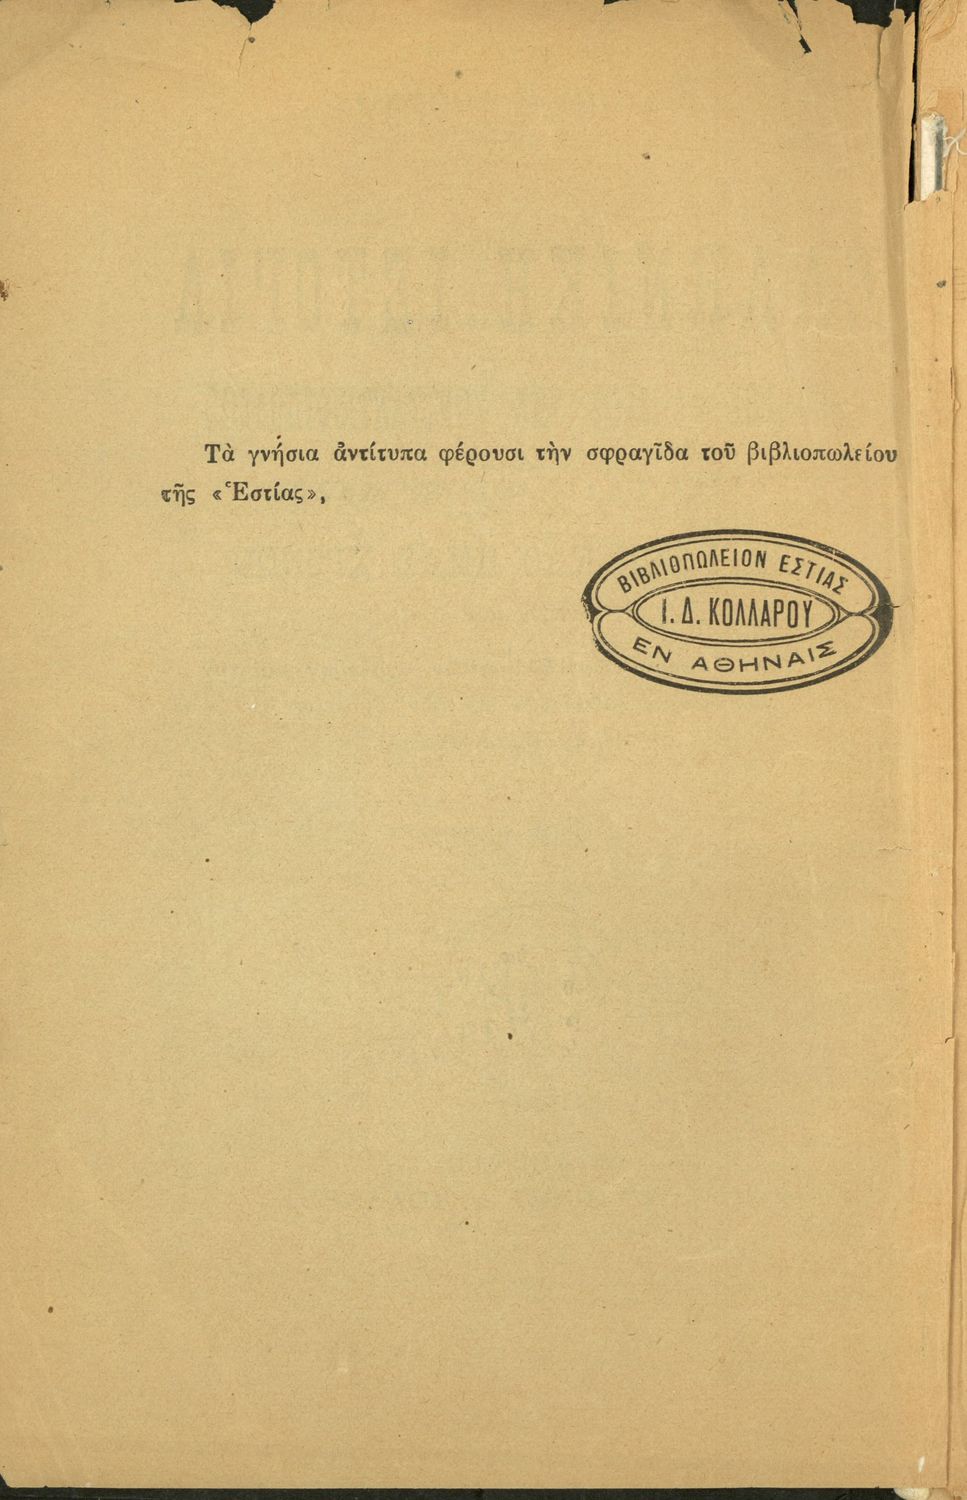 Τὰ γνήσια ἀντίτυπα φέρουσι τὴν σφραγῖδα τοῦ βιβλιοπωλείου
τῆς «Ἑστίας»,
ΒΙΒΛΙΟΠΩΛΕΙΟΝ ΕΣΤΙΑΣ
Ι. Δ. ΚΟΛΛΑΡΟΥ
ΕΝ ΑΘΗΝΑΙΣ